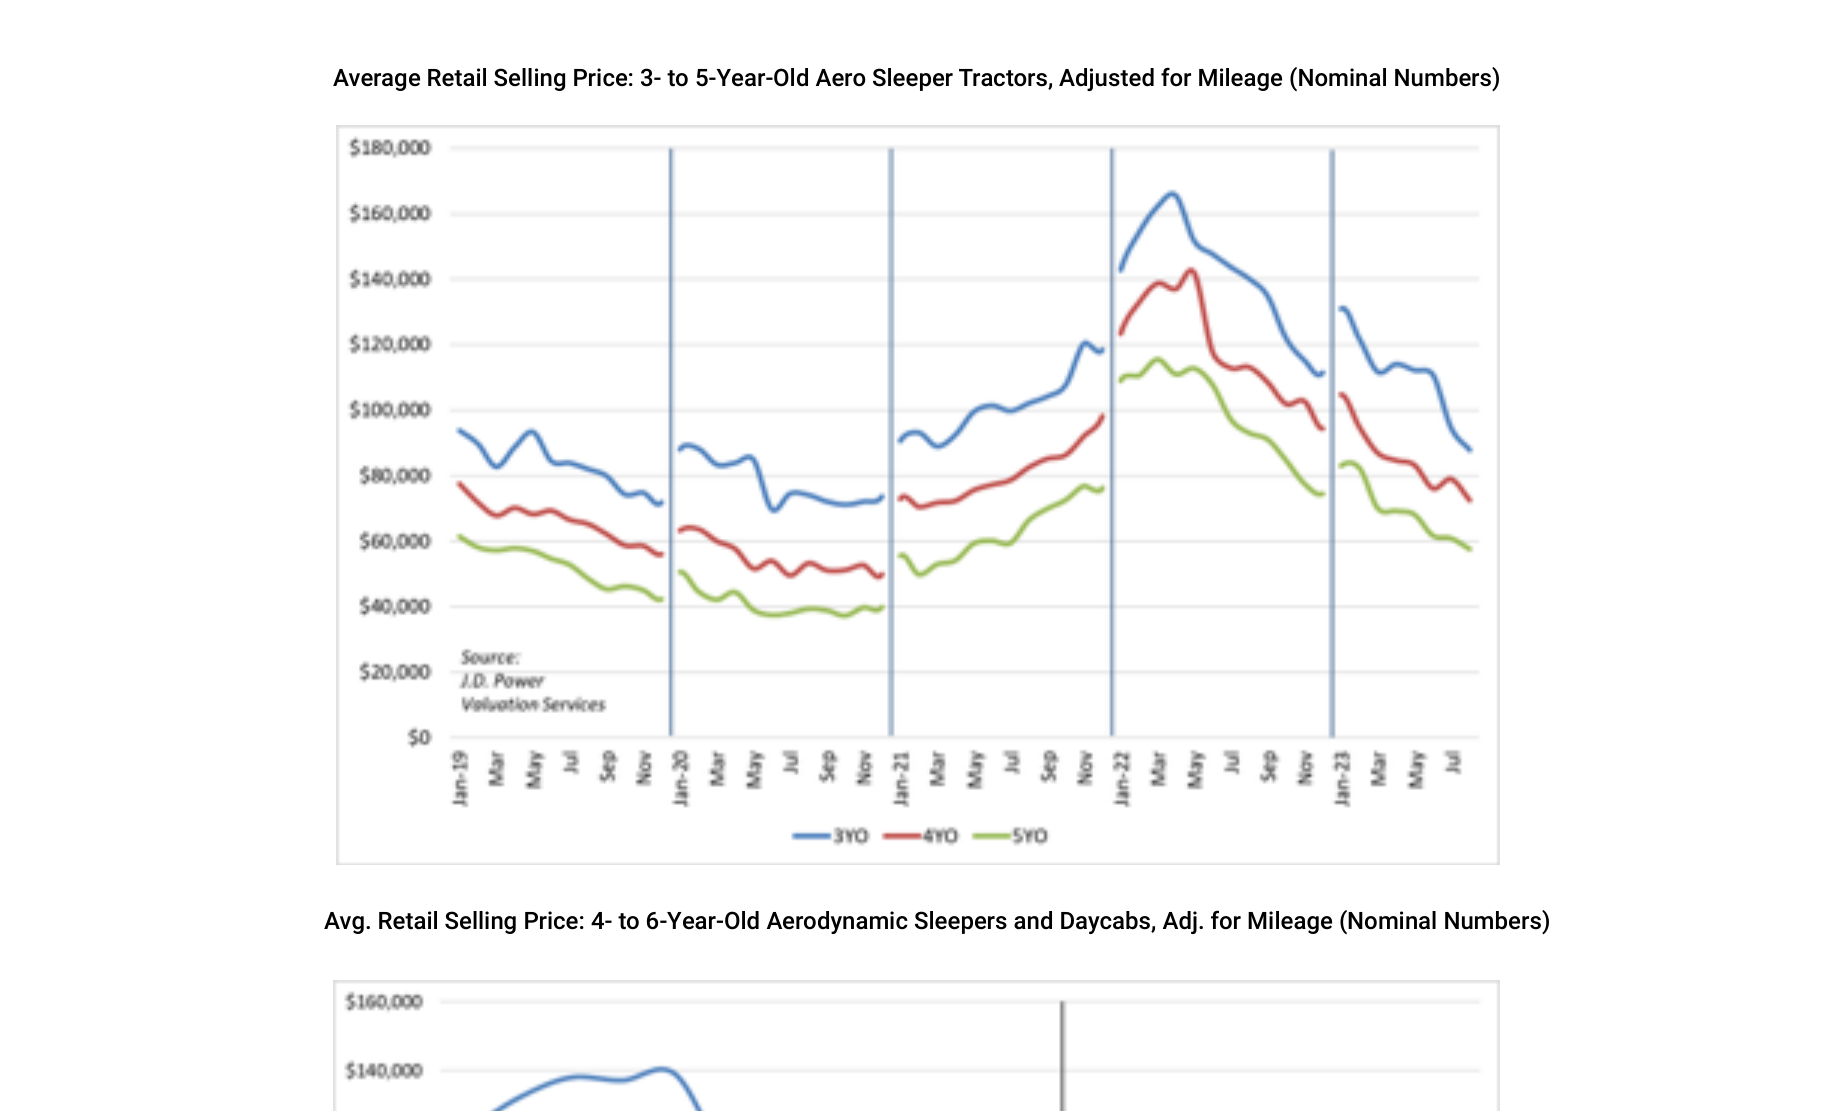 Average Retail Selling Price: 3- to 5-Year-Old Aero Sleeper Tractors, Adjusted for Mileage (Nominal Numbers)
$180,000
$160,000
$140,000
$120,000
$100,000
$80,000
$60,000
$40,000
$20,000
$0
Source:
J.D. Power
Valuation Services
Jan-19 Mar May Jul Sep Nov Jan-20 Mar May Jul Sep Nov Jan-21 Mar May Jul Sep Nov Jan-22 Mar May Jul Sep Nov Jan-23 Mar May Jul
3YO 4YO 5YO
Avg. Retail Selling Price: 4- to 6-Year-Old Aerodynamic Sleepers and Daycabs, Adj. for Mileage (Nominal Numbers)
$160,000
$140,000